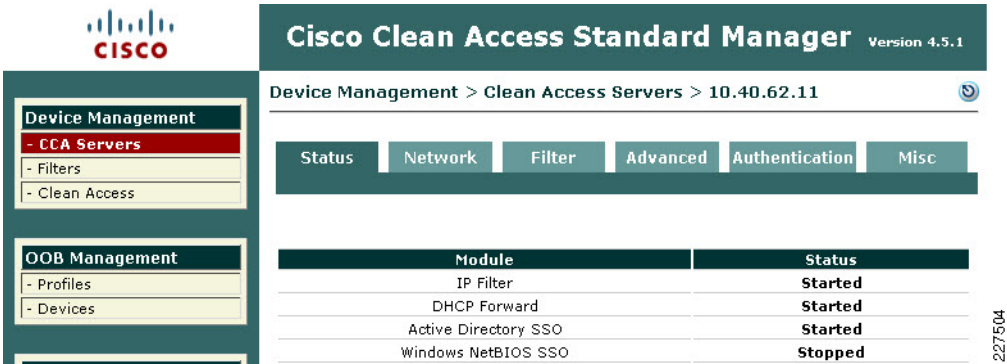 CISCO
Cisco Clean Access Standard Manager Version 4.5.1
Device Management > Clean Access Servers > 10.40.62.11
Device Management
- CCA Servers
- Filters
- Clean Access
OOB Management
- Profiles
- Devices
Status Network Filter Advanced Authentication Misc
Module Status
IP Filter Started
DHCP Forward Started
Active Directory SSO Started
Windows NetBIOS SSO Stopped
227504